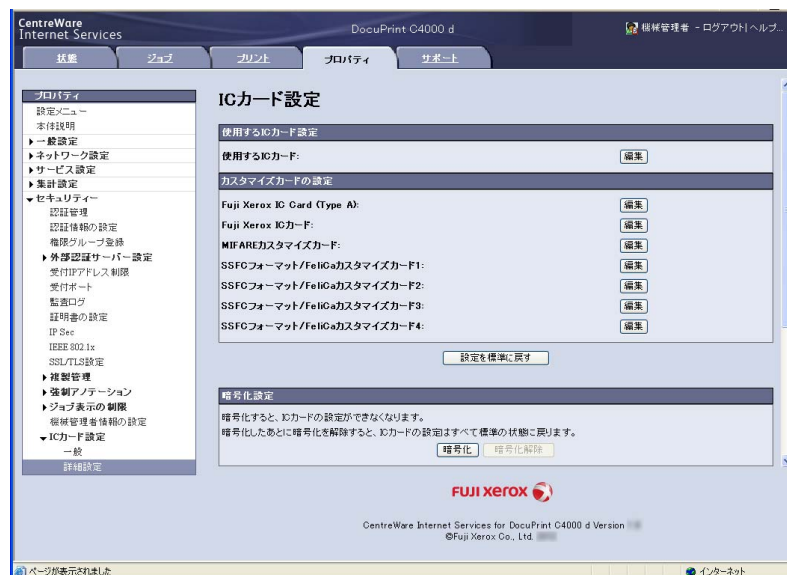 CentreWare
Internet Services
DocuPrint C4000 d
機械管理者 - ログアウト| ヘルプ...
状態
ジョブ
プリント
プロパティ
サポート
プロパティ
設定メニュー
本体説明
一般設定
ネットワーク設定
サービス設定
集計設定
セキュリティー
認証管理
認証情報の設定
権限グループ登録
外部認証サーバー設定
受付IPアドレス制限
受付ポート
監査ログ
証明書の設定
IP Sec
IEEE 802.1x
SSL/TLS設定
複製管理
強制アノテーション
ジョブ表示の制限
機械管理者情報の設定
ICカード設定
一般
詳細設定
ICカード設定
使用するICカード設定
使用するICカード: 編集
カスタマイズカードの設定
Fuji Xerox IC Card (Type A): 編集
Fuji Xerox ICカード: 編集
MIFAREカスタマイズカード: 編集
SSFCフォーマット/FeliCaカスタマイズカード1: 編集
SSFCフォーマット/FeliCaカスタマイズカード2: 編集
SSFCフォーマット/FeliCaカスタマイズカード3: 編集
SSFCフォーマット/FeliCaカスタマイズカード4: 編集
設定を標準に戻す
暗号化設定
暗号化すると、ICカードの設定ができなくなります。
暗号化したあとに暗号化を解除すると、ICカードの設定はすべて標準の状態に戻ります。
暗号化 暗号化解除
FUJI XEROX
CentreWare Internet Services for DocuPrint C4000 d Version
©Fuji Xerox Co., Ltd.
ページが表示されました
インターネット